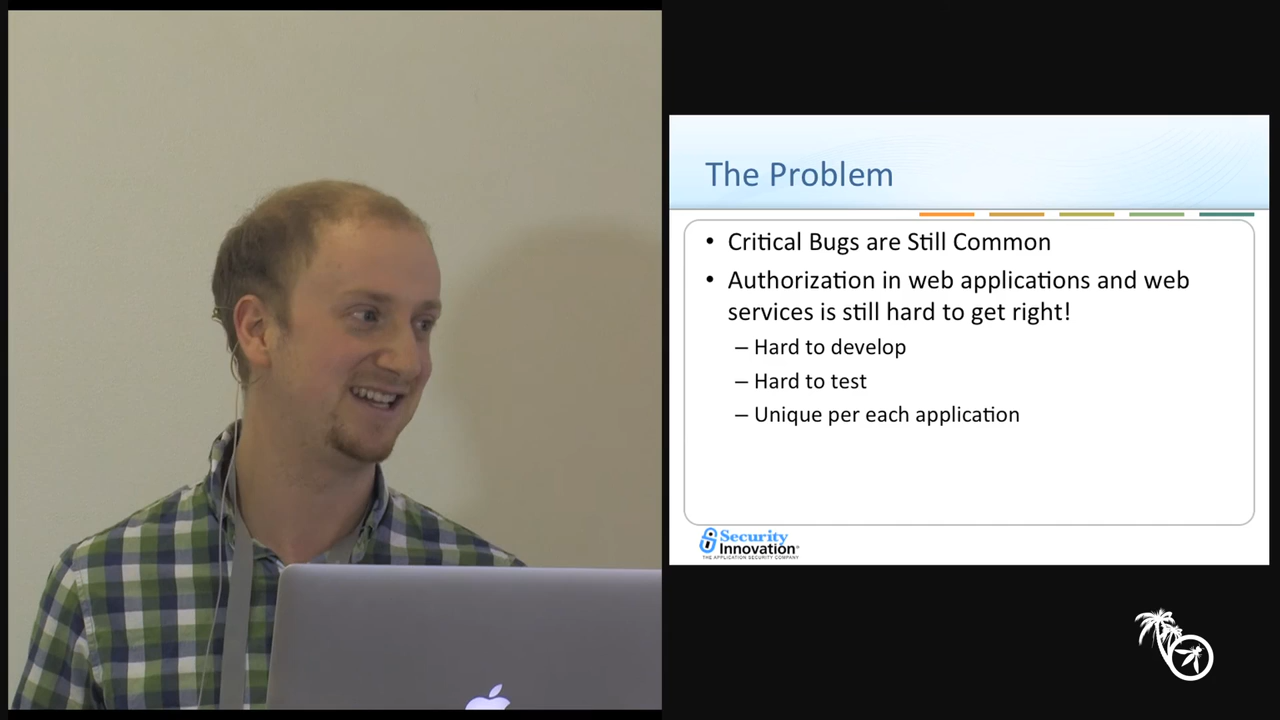 The Problem
• Critical Bugs are Still Common
• Authorization in web applications and web
services is still hard to get right!
– Hard to develop
– Hard to test
– Unique per each application
Security
Innovation®
THE APPLICATION SECURITY COMPANY